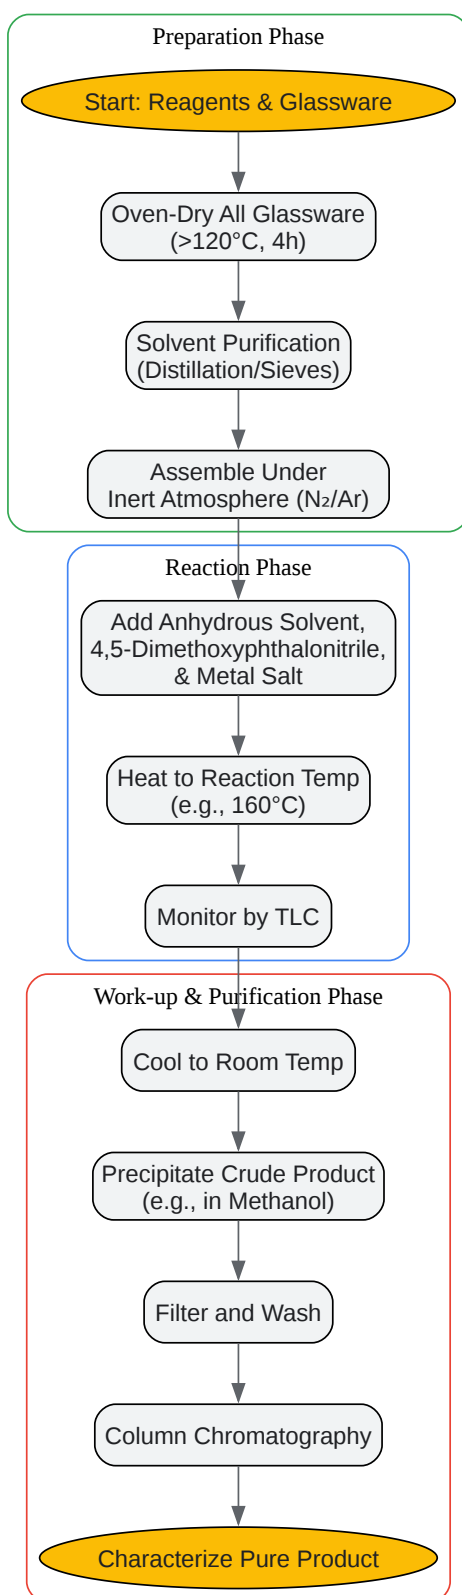 Preparation Phase
Start: Reagents & Glassware
Oven-Dry All Glassware
(>120°C, 4h)
Solvent Purification
(Distillation/Sieves)
Assemble Under
Inert Atmosphere (N₂/Ar)
Reaction Phase
Add Anhydrous Solvent,
4,5-Dimethoxyphthalonitrile,
& Metal Salt
Heat to Reaction Temp
(e.g., 160°C)
Monitor by TLC
Work-up & Purification Phase
Cool to Room Temp
Precipitate Crude Product
(e.g., in Methanol)
Filter and Wash
Column Chromatography
Characterize Pure Product